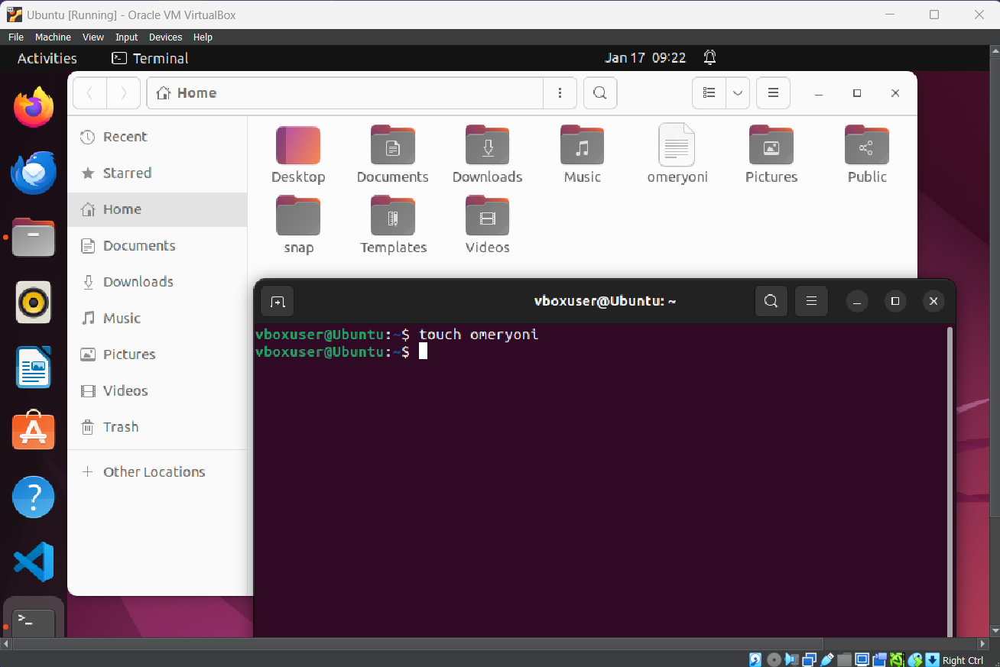 Ubuntu [Running] - Oracle VM VirtualBox
File Machine View Input Devices Help
Activities Terminal Jan 17 09:22
Home
Recent
Starred
Home
Documents
Downloads
Music
Pictures
Videos
Trash
Other Locations
Desktop Documents Downloads Music omeryoni Pictures Public
snap Templates Videos
vboxuser@Ubuntu: ~
vboxuser@Ubuntu:~$ touch omeryoni
vboxuser@Ubuntu:~$
Right Ctrl